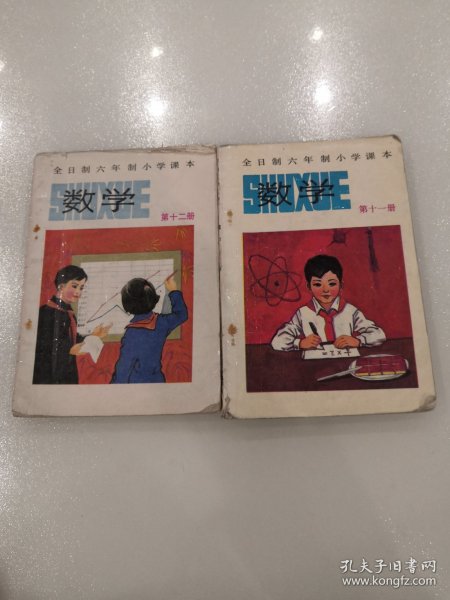 全日制六年制小学课本
SHUXUE
数学
第十二册
全日制六年制小学课本
SHUXUE
数学
第十一册
孔夫子旧书网
www.kongfz.com